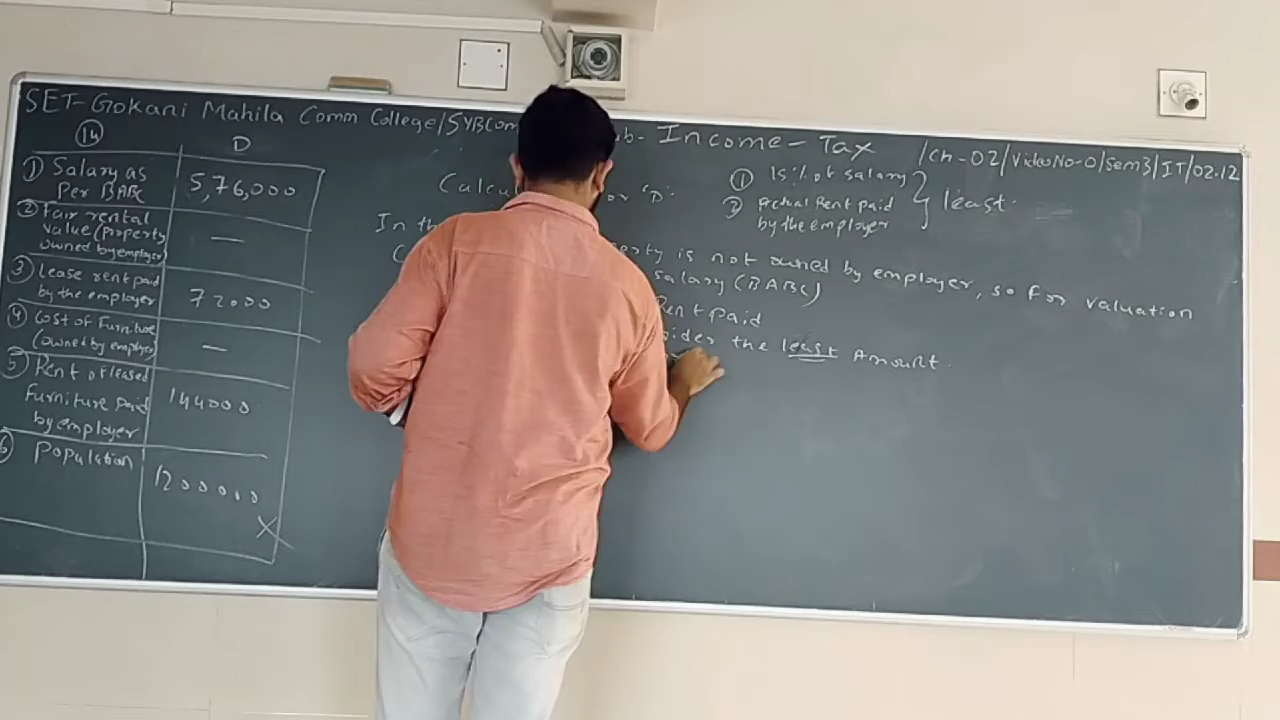 SET-Gokani Mahila Comm College/SYBCom
Income-Tax
/Ch-02/VideoNo-0/Sem3/IT/02.12
14
D
① Salary as
Per BABC
5,76,000
② Fair rental
value (property
owned by employer)
—
③ Lease rent paid
by the employer
72000
④ Cost of Furniture
(owned by employer)
—
⑤ Rent of leased
Furniture paid
by employer
144000
⑥ Population
1200000
X
or 'D'
① 15% of salary
② Actual Rent paid
by the employer
} least.
In th
is not owned by employer, so for valuation
salary (BABC)
Rent paid
the least Amount.